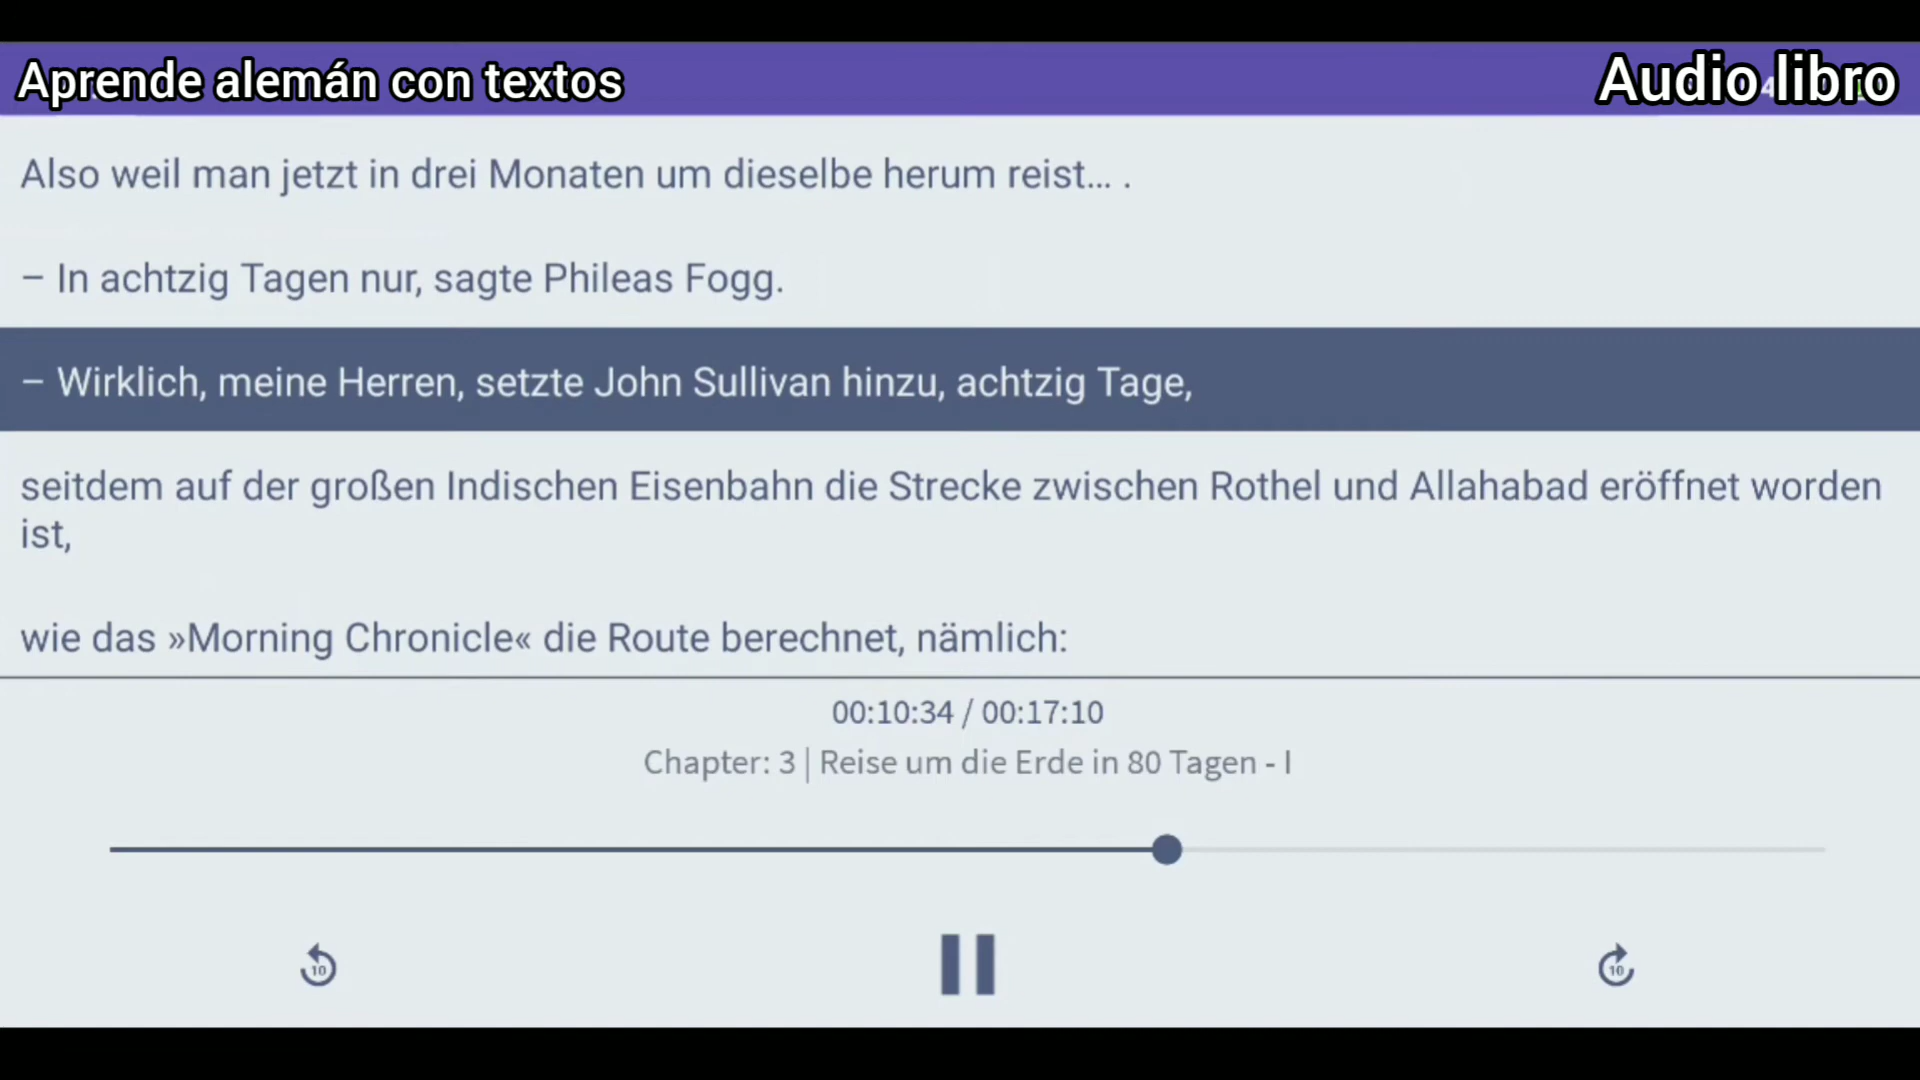 Aprende alemán con textos
Audio libro
Also weil man jetzt in drei Monaten um dieselbe herum reist... .
– In achtzig Tagen nur, sagte Phileas Fogg.
– Wirklich, meine Herren, setzte John Sullivan hinzu, achtzig Tage,
seitdem auf der großen Indischen Eisenbahn die Strecke zwischen Rothel und Allahabad eröffnet worden
ist,
wie das »Morning Chronicle« die Route berechnet, nämlich:
00:10:34 / 00:17:10
Chapter: 3 | Reise um die Erde in 80 Tagen - I
10
10